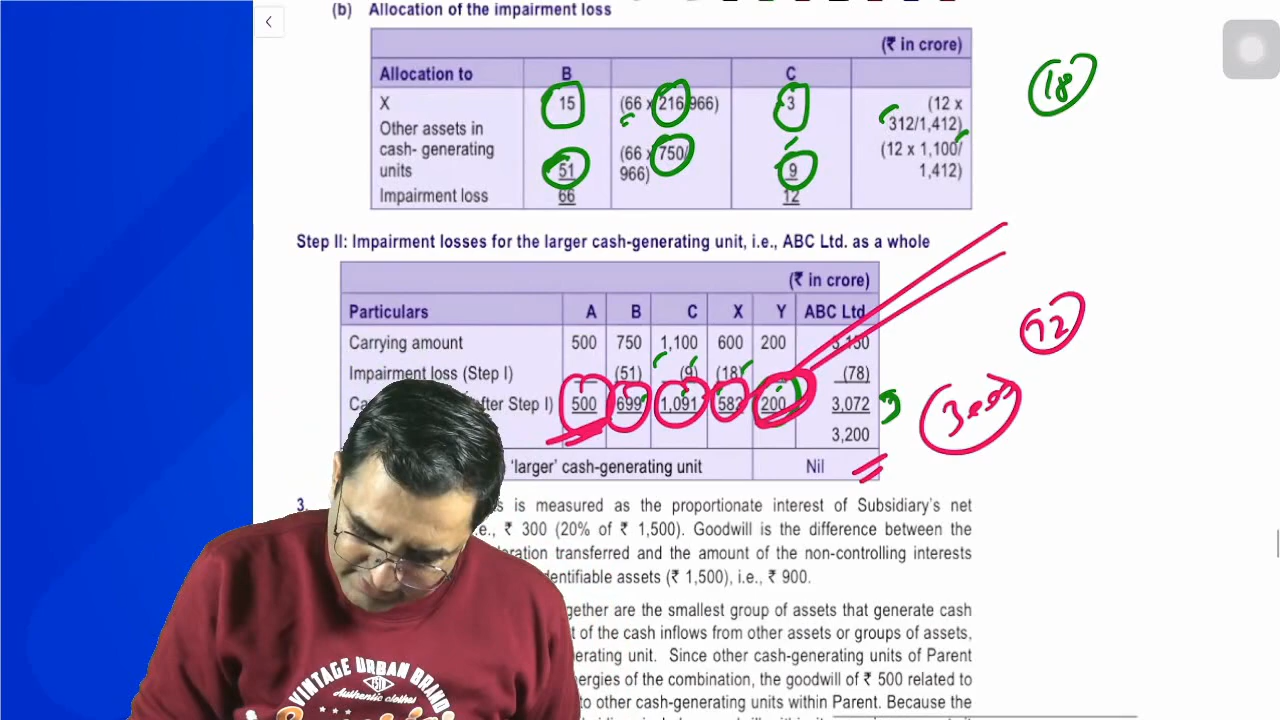 (b) Allocation of the impairment loss
(₹ in crore)
Allocation to B C
X 15 (66 x 216/966) 3 (12 x 312/1,412)
Other assets in cash- generating units 51 (66 x 750/ 966) 9 (12 x 1,100/ 1,412)
Impairment loss 66 12
18
Step II: Impairment losses for the larger cash-generating unit, i.e., ABC Ltd. as a whole
(₹ in crore)
Particulars A B C X Y ABC Ltd.
Carrying amount 500 750 1,100 600 200 3,150
Impairment loss (Step I) (51) (9) (18) (78)
after Step I) 500 699 1,091 582 200 3,072
3,200
'larger' cash-generating unit Nil
3. is measured as the proportionate interest of Subsidiary's net
₹ 300 (20% of ₹ 1,500). Goodwill is the difference between the
transferred and the amount of the non-controlling interests
assets (₹ 1,500), i.e., ₹ 900.
are the smallest group of assets that generate cash
of the cash inflows from other assets or groups of assets,
unit. Since other cash-generating units of Parent
of the combination, the goodwill of ₹ 500 related to
to other cash-generating units within Parent. Because the
VINTAGE URBAN BRAND
Authentic clothes